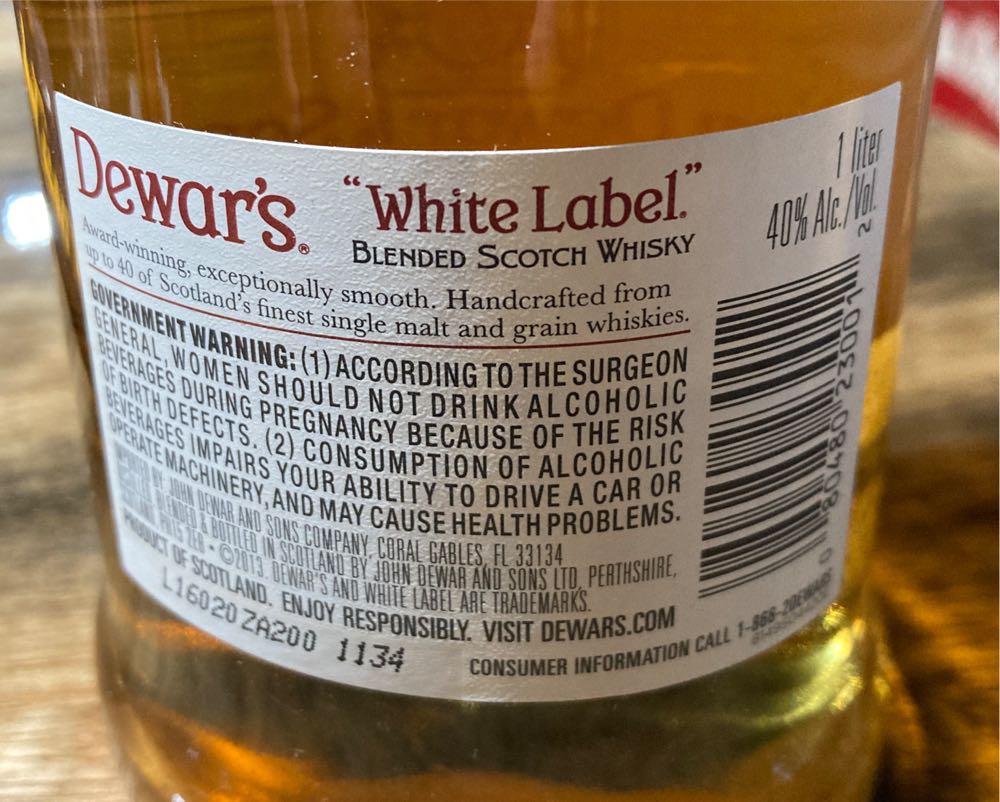 Dewar's®
"White Label."
BLENDED SCOTCH WHISKY
1 liter
40% Alc./Vol.
Award-winning, exceptionally smooth. Handcrafted from
up to 40 of Scotland's finest single malt and grain whiskies.
GOVERNMENT WARNING: (1) ACCORDING TO THE SURGEON
GENERAL, WOMEN SHOULD NOT DRINK ALCOHOLIC
BEVERAGES DURING PREGNANCY BECAUSE OF THE RISK
OF BIRTH DEFECTS. (2) CONSUMPTION OF ALCOHOLIC
BEVERAGES IMPAIRS YOUR ABILITY TO DRIVE A CAR OR
OPERATE MACHINERY, AND MAY CAUSE HEALTH PROBLEMS.
IMPORTED BY JOHN DEWAR AND SONS COMPANY, CORAL GABLES, FL 33134
BLENDED & BOTTLED IN SCOTLAND BY JOHN DEWAR AND SONS LTD, PERTHSHIRE,
©2013. DEWAR'S AND WHITE LABEL ARE TRADEMARKS.
PRODUCT OF SCOTLAND. ENJOY RESPONSIBLY. VISIT DEWARS.COM
CONSUMER INFORMATION CALL 1-866-2DEWARS
L16020ZA200 1134
2
80480 23001
0